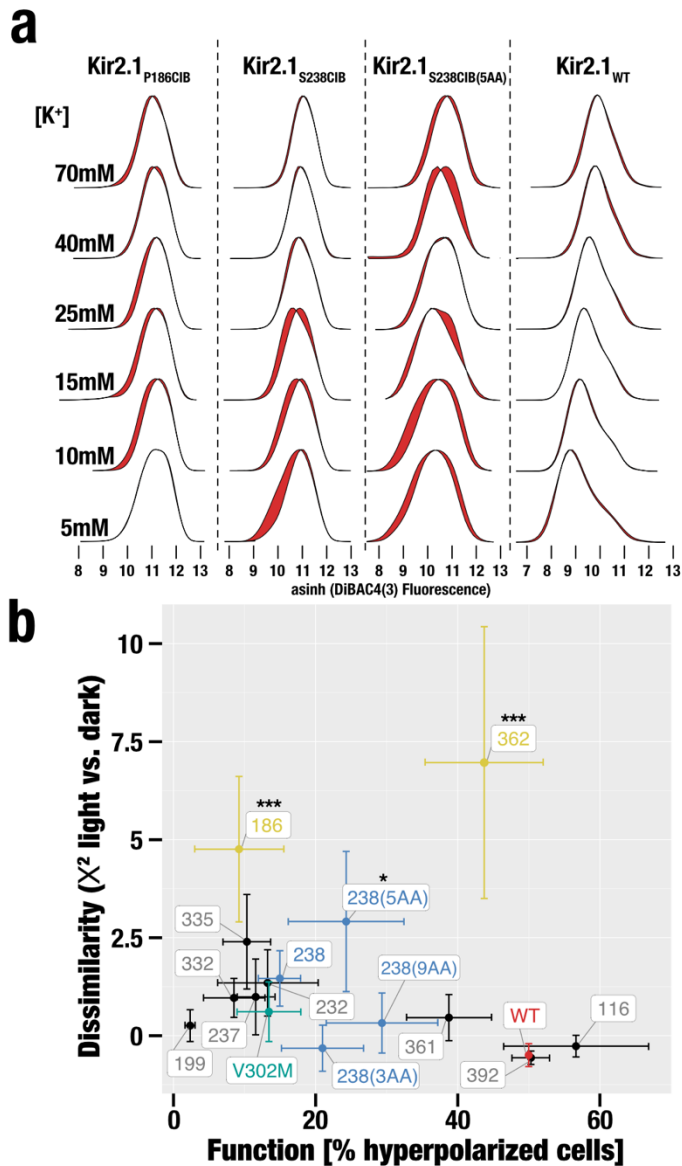 a
Kir2.1P186CIB Kir2.1S238CIB Kir2.1S238CIB(5AA) Kir2.1WT
[K+]
70mM
40mM
25mM
15mM
10mM
5mM
8 9 10 11 12 13 8 9 10 11 12 13 8 9 10 11 12 13 7 8 9 10 11 12 13
asinh (DiBAC4(3) Fluorescence)
b
10
7.5
5
2.5
0
Dissimilarity (X² light vs. dark)
***
362
***
186
*
238(5AA)
335
238
332
238(9AA)
232
237
WT
116
199
V302M
361
238(3AA)
392
0 20 40 60
Function [% hyperpolarized cells]